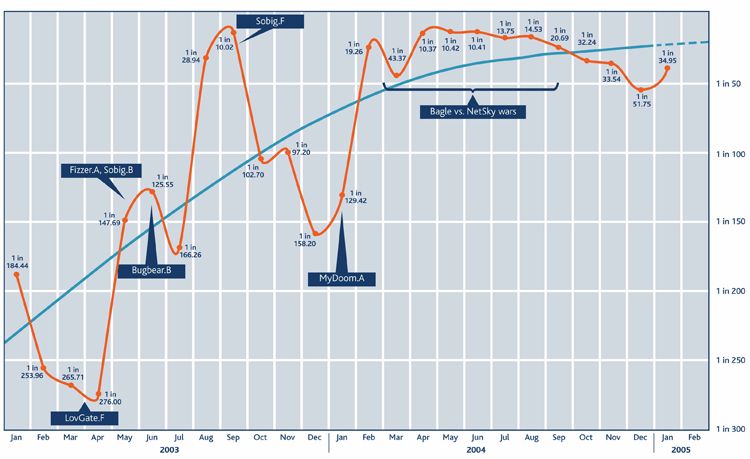 Sobig.F
Fizzer.A, Sobig.B
Bugbear.B
LovGate.F
MyDoom.A
Bagle vs. NetSky wars
1 in
184.44
1 in
253.96
1 in
265.71
1 in
276.00
1 in
147.69
1 in
125.55
1 in
166.26
1 in
28.94
1 in
10.02
1 in
102.70
1 in
97.20
1 in
158.20
1 in
129.42
1 in
19.26
1 in
43.37
1 in
10.37
1 in
10.42
1 in
10.41
1 in
13.75
1 in
14.53
1 in
20.69
1 in
32.24
1 in
33.54
1 in
51.75
1 in
34.95
1 in 50
1 in 100
1 in 150
1 in 200
1 in 250
1 in 300
Jan Feb Mar Apr May Jun Jul Aug Sep Oct Nov Dec Jan Feb Mar Apr May Jun Jul Aug Sep Oct Nov Dec Jan Feb
2003 2004 2005